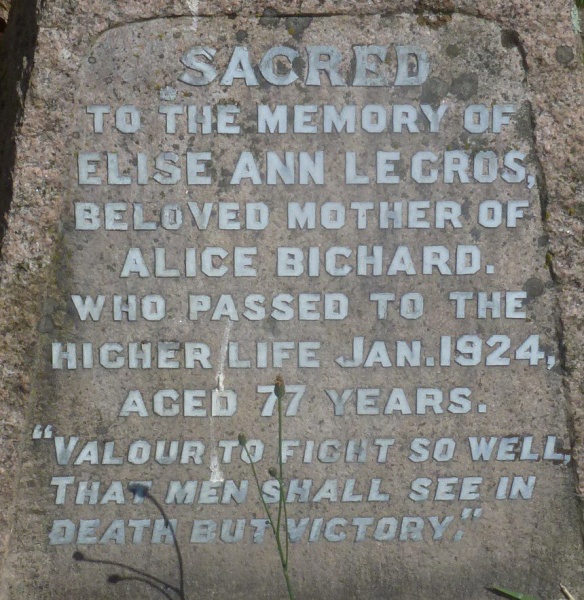 SACRED
TO THE MEMORY OF
ELISE ANN LE GROS,
BELOVED MOTHER OF
ALICE BICHARD.
WHO PASSED TO THE
HIGHER LIFE JAN. 1924,
AGED 77 YEARS.
"VALOUR TO FIGHT SO WELL,
THAT MEN SHALL SEE IN
DEATH BUT VICTORY."